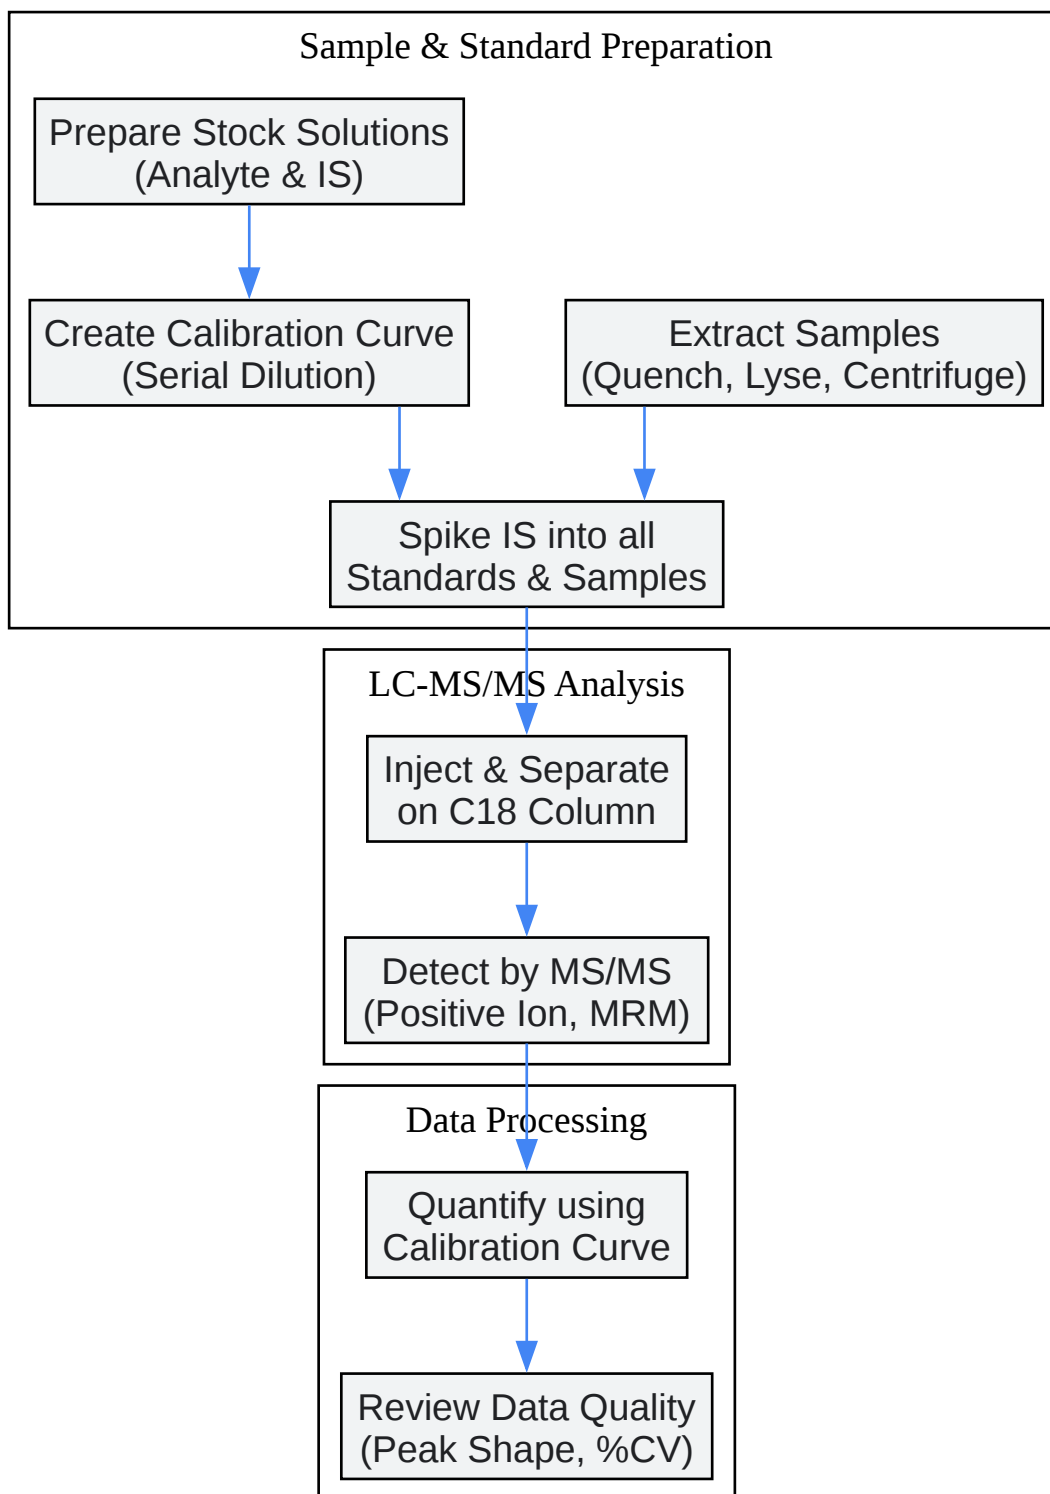 Sample & Standard Preparation
Prepare Stock Solutions
(Analyte & IS)
Create Calibration Curve
(Serial Dilution)
Extract Samples
(Quench, Lyse, Centrifuge)
Spike IS into all
Standards & Samples
LC-MS/MS Analysis
Inject & Separate
on C18 Column
Detect by MS/MS
(Positive Ion, MRM)
Data Processing
Quantify using
Calibration Curve
Review Data Quality
(Peak Shape, %CV)